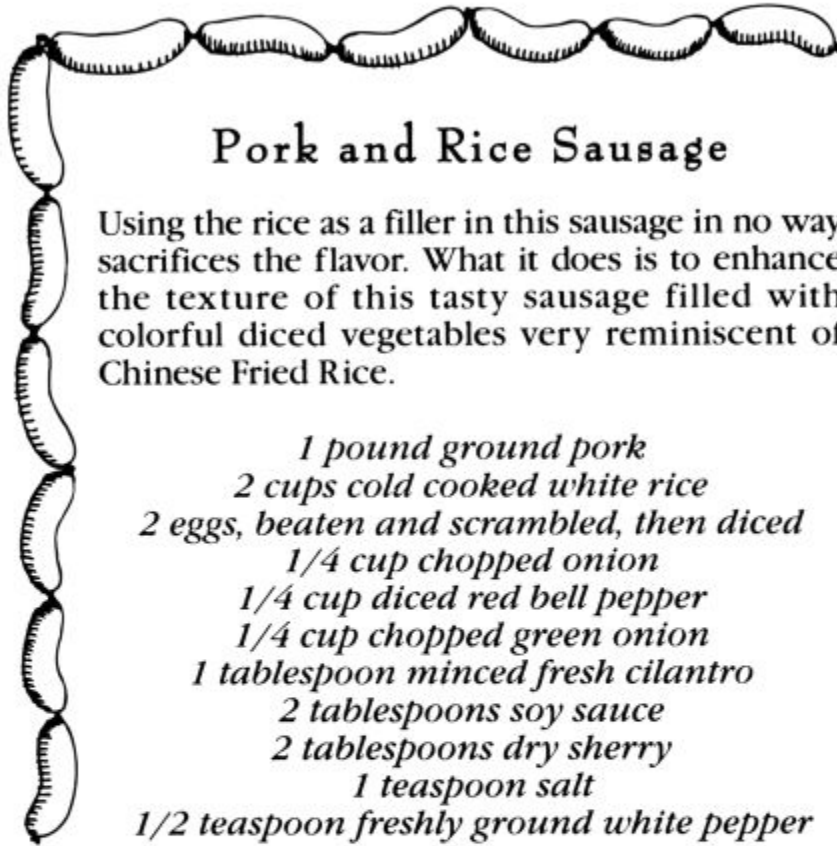 Pork and Rice Sausage
Using the rice as a filler in this sausage in no way
sacrifices the flavor. What it does is to enhance
the texture of this tasty sausage filled with
colorful diced vegetables very reminiscent of
Chinese Fried Rice.
1 pound ground pork
2 cups cold cooked white rice
2 eggs, beaten and scrambled, then diced
1/4 cup chopped onion
1/4 cup diced red bell pepper
1/4 cup chopped green onion
1 tablespoon minced fresh cilantro
2 tablespoons soy sauce
2 tablespoons dry sherry
1 teaspoon salt
1/2 teaspoon freshly ground white pepper